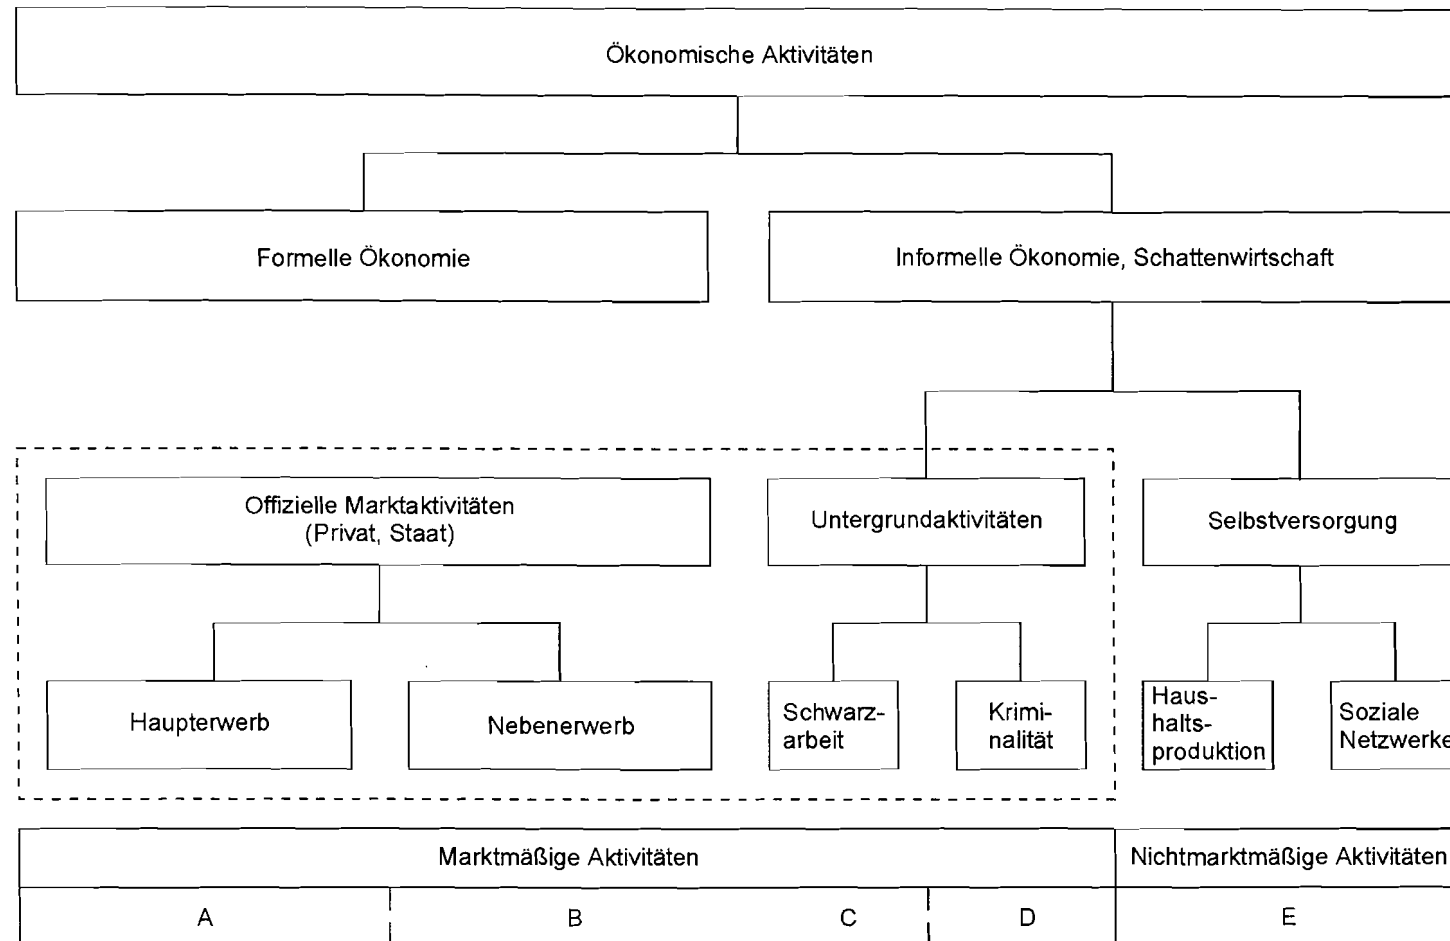 Ökonomische Aktivitäten
Formelle Ökonomie
Informelle Ökonomie, Schattenwirtschaft
Offizielle Marktaktivitäten
(Privat, Staat)
Untergrundaktivitäten
Selbstversorgung
Haupterwerb
Nebenerwerb
Schwarz-
arbeit
Krimi-
nalität
Haus-
halts-
produktion
Soziale
Netzwerke
Marktmäßige Aktivitäten
Nichtmarktmäßige Aktivitäten
A
B
C
D
E